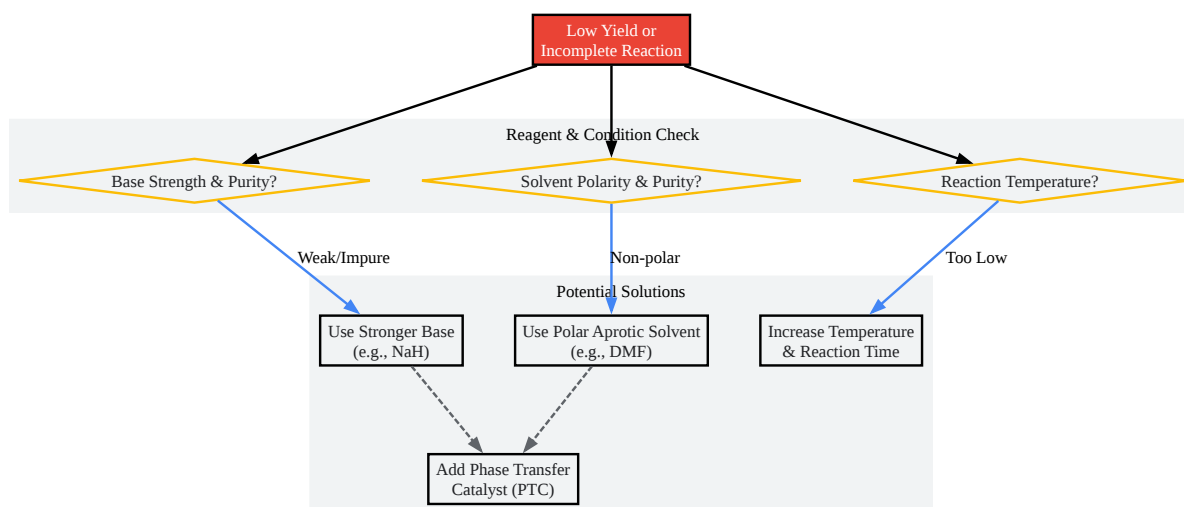 Low Yield or
Incomplete Reaction
Reagent & Condition Check
Base Strength & Purity?
Solvent Polarity & Purity?
Reaction Temperature?
Weak/Impure
Non-polar
Too Low
Potential Solutions
Use Stronger Base
(e.g., NaH)
Use Polar Aprotic Solvent
(e.g., DMF)
Increase Temperature
& Reaction Time
Add Phase Transfer
Catalyst (PTC)